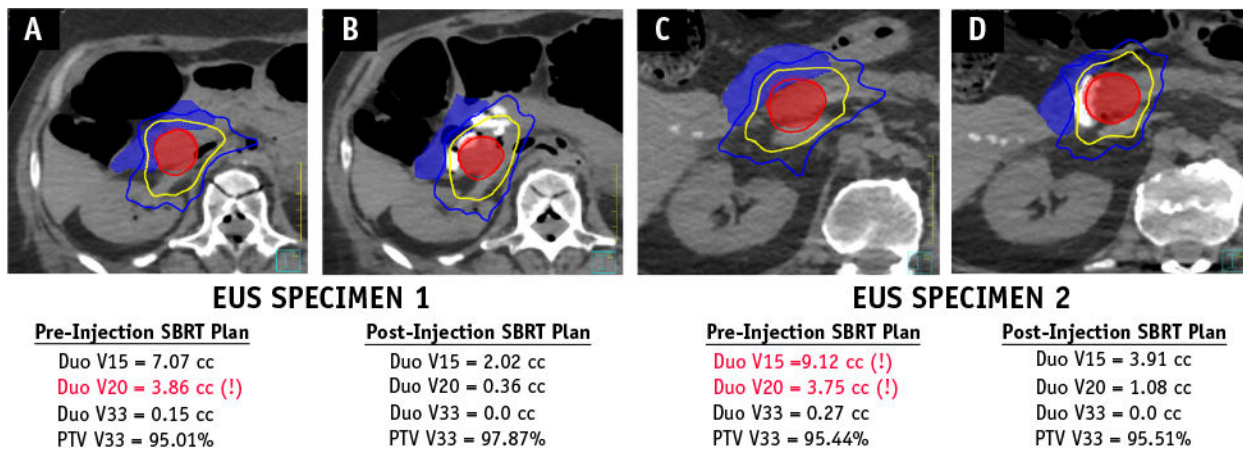 A
B
C
D
EUS SPECIMEN 1
EUS SPECIMEN 2
Pre-Injection SBRT Plan
Duo V15 = 7.07 cc
Duo V20 = 3.86 cc (!)
Duo V33 = 0.15 cc
PTV V33 = 95.01%
Post-Injection SBRT Plan
Duo V15 = 2.02 cc
Duo V20 = 0.36 cc
Duo V33 = 0.0 cc
PTV V33 = 97.87%
Pre-Injection SBRT Plan
Duo V15 =9.12 cc (!)
Duo V20 = 3.75 cc (!)
Duo V33 = 0.27 cc
PTV V33 = 95.44%
Post-Injection SBRT Plan
Duo V15 = 3.91 cc
Duo V20 = 1.08 cc
Duo V33 = 0.0 cc
PTV V33 = 95.51%